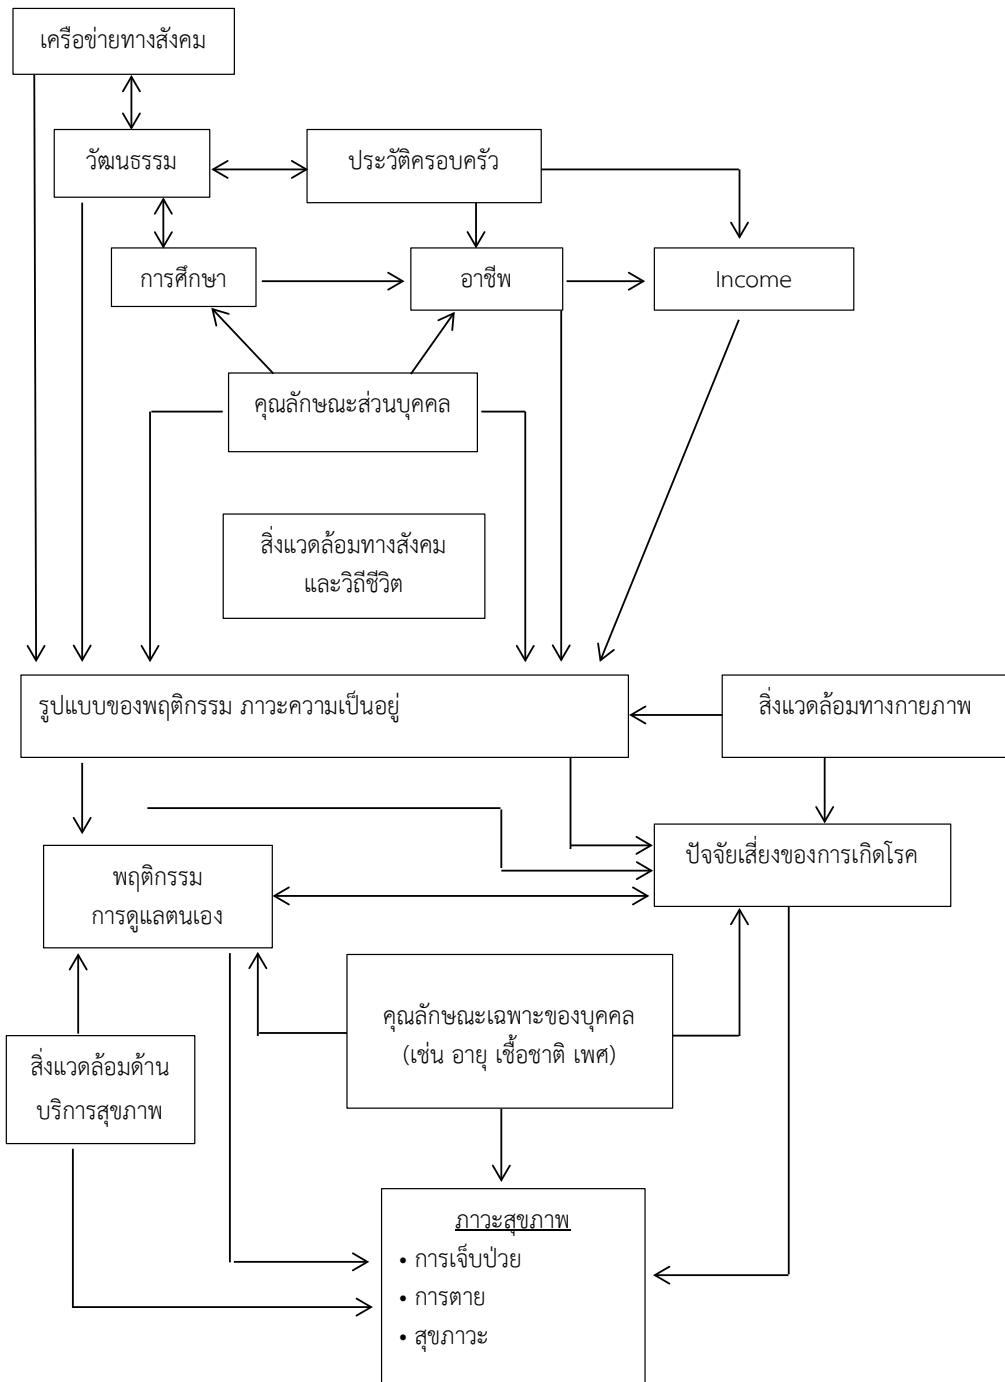 เครือข่ายทางสังคม
วัฒนธรรม
ประวัติครอบครัว
การศึกษา
อาชีพ
Income
คุณลักษณะส่วนบุคคล
สิ่งแวดล้อมทางสังคม
และวิถีชีวิต
รูปแบบของพฤติกรรม ภาวะความเป็นอยู่
สิ่งแวดล้อมทางกายภาพ
ปัจจัยเสี่ยงของการเกิดโรค
พฤติกรรม
การดูแลตนเอง
คุณลักษณะเฉพาะของบุคคล
(เช่น อายุ เชื้อชาติ เพศ)
สิ่งแวดล้อมด้าน
บริการสุขภาพ
ภาวะสุขภาพ
• การเจ็บป่วย
• การตาย
• สุขภาวะ